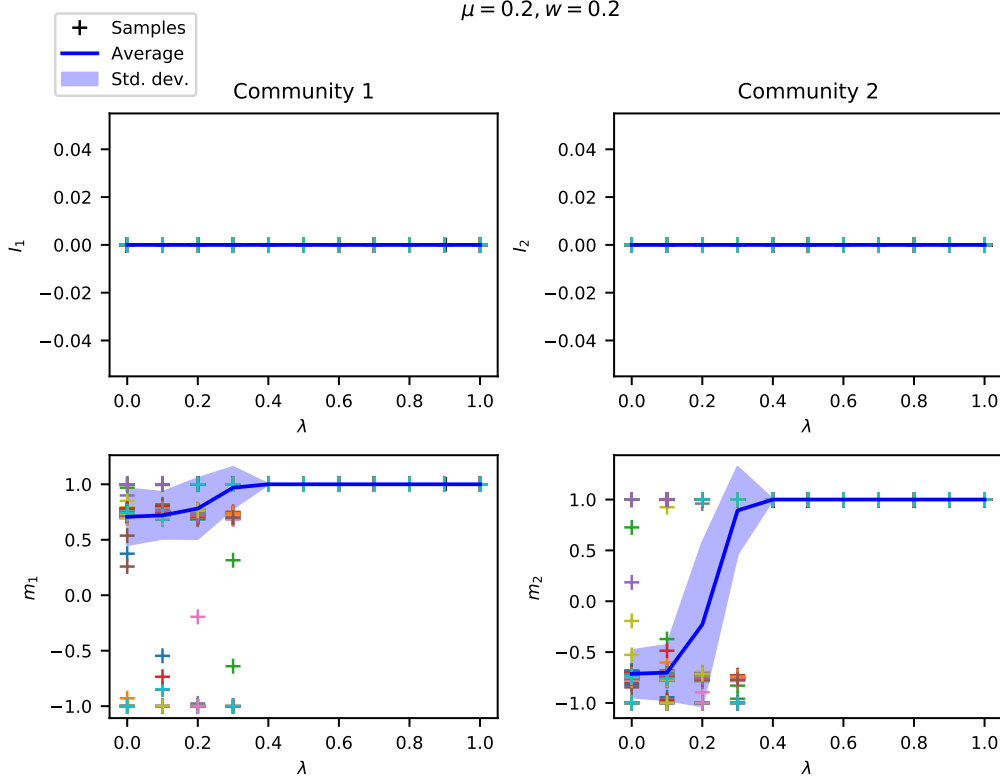 μ = 0.2, w = 0.2
Samples
Average
Std. dev.
Community 1
Community 2
0.04
0.02
0.00
−0.02
−0.04
l₁
0.0 0.2 0.4 0.6 0.8 1.0
λ
0.04
0.02
0.00
−0.02
−0.04
l₂
0.0 0.2 0.4 0.6 0.8 1.0
λ
1.0
0.5
0.0
−0.5
−1.0
m₁
0.0 0.2 0.4 0.6 0.8 1.0
λ
1.0
0.5
0.0
−0.5
−1.0
m₂
0.0 0.2 0.4 0.6 0.8 1.0
λ